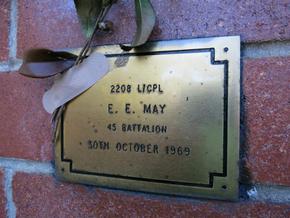 2208 L/CPL
E. E. MAY
45 BATTALION
30TH OCTOBER 1969